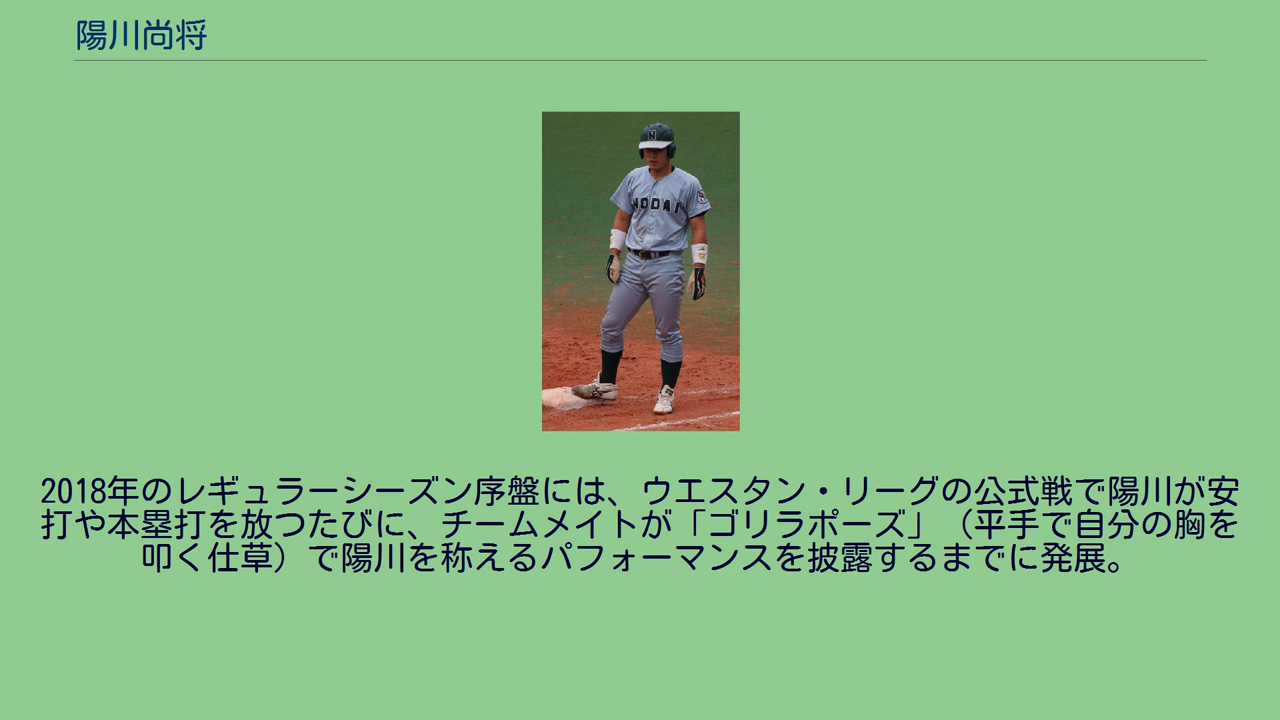 陽川尚将
N
NODAI
2018年のレギュラーシーズン序盤には、ウエスタン・リーグの公式戦で陽川が安
打や本塁打を放つたびに、チームメイトが「ゴリラポーズ」（平手で自分の胸を
叩く仕草）で陽川を称えるパフォーマンスを披露するまでに発展。